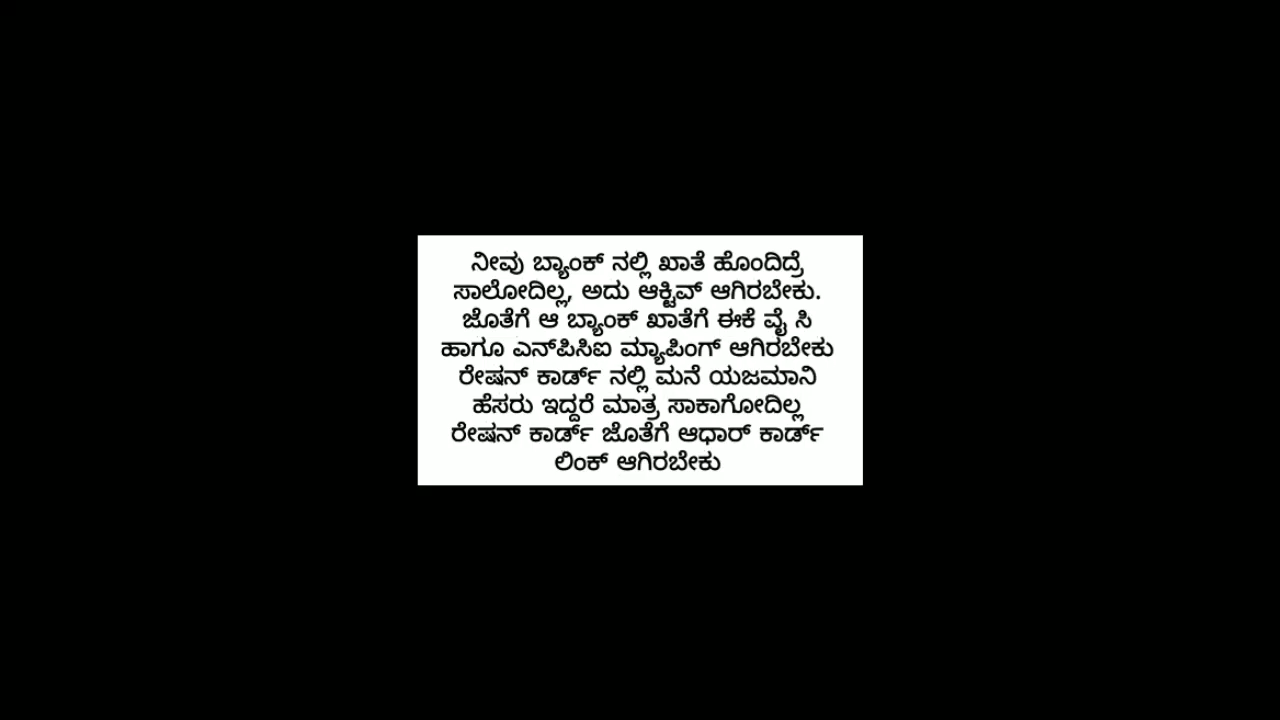 ನೀವು ಬ್ಯಾಂಕ್ ನಲ್ಲಿ ಖಾತೆ ಹೊಂದಿದ್ರೆ
ಸಾಲೋದಿಲ್ಲ, ಅದು ಆಕ್ಟಿವ್ ಆಗಿರಬೇಕು.
ಜೊತೆಗೆ ಆ ಬ್ಯಾಂಕ್ ಖಾತೆಗೆ ಈಕೆ ವೈ ಸಿ
ಹಾಗೂ ಎನ್‌ಪಿಸಿಐ ಮ್ಯಾಪಿಂಗ್ ಆಗಿರಬೇಕು
ರೇಷನ್ ಕಾರ್ಡ್ ನಲ್ಲಿ ಮನೆ ಯಜಮಾನಿ
ಹೆಸರು ಇದ್ದರೆ ಮಾತ್ರ ಸಾಕಾಗೋದಿಲ್ಲ
ರೇಷನ್ ಕಾರ್ಡ್ ಜೊತೆಗೆ ಆಧಾರ್ ಕಾರ್ಡ್
ಲಿಂಕ್ ಆಗಿರಬೇಕು